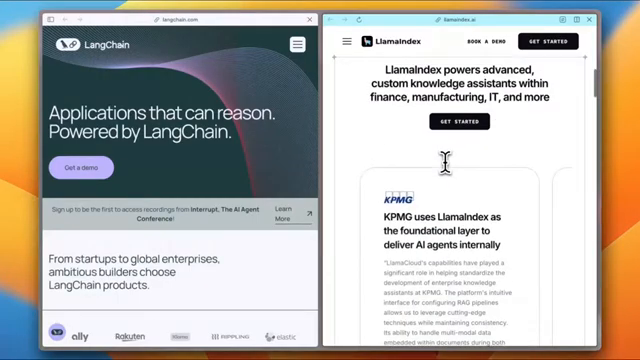 langchain.com
LangChain
Applications that can reason.
Powered by LangChain.
Get a demo
Sign up to be the first to access recordings from Interrupt, The AI Agent
Conference!
Learn
More
From startups to global enterprises,
ambitious builders choose
LangChain products.
ally
Rakuten
Klarna
RIPPLING
elastic
llamaindex.ai
LlamaIndex
BOOK A DEMO
GET STARTED
LlamaIndex powers advanced,
custom knowledge assistants within
finance, manufacturing, IT, and more
GET STARTED
KPMG
KPMG uses LlamaIndex as
the foundational layer to
deliver AI agents internally
"LlamaCloud's capabilities have played a
significant role in helping standardize the
development of enterprise knowledge
assistants at KPMG. The platform's intuitive
interface for configuring RAG pipelines
allows us to leverage cutting-edge
techniques while maintaining consistency.
Its ability to handle multi-modal data
embedded within documents during both